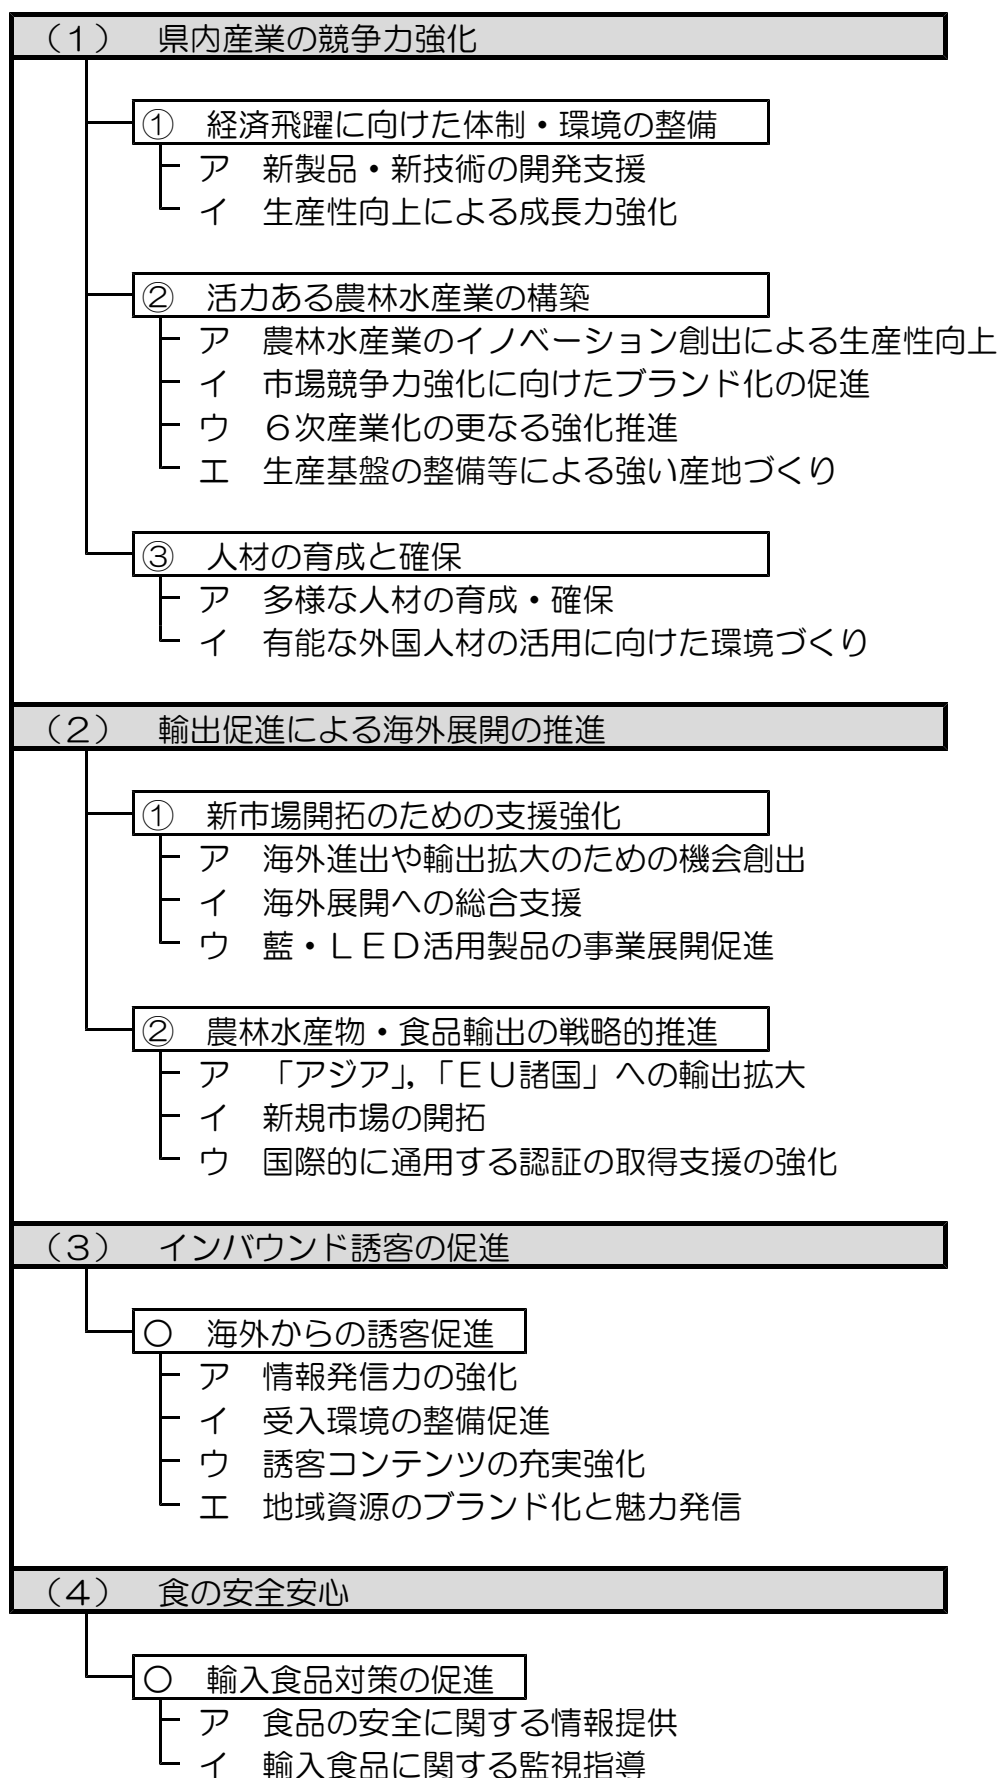 （１）　県内産業の競争力強化
①　経済飛躍に向けた体制・環境の整備
ア　新製品・新技術の開発支援
イ　生産性向上による成長力強化
②　活力ある農林水産業の構築
ア　農林水産業のイノベーション創出による生産性向上
イ　市場競争力強化に向けたブランド化の促進
ウ　６次産業化の更なる強化推進
エ　生産基盤の整備等による強い産地づくり
③　人材の育成と確保
ア　多様な人材の育成・確保
イ　有能な外国人材の活用に向けた環境づくり
（２）　輸出促進による海外展開の推進
①　新市場開拓のための支援強化
ア　海外進出や輸出拡大のための機会創出
イ　海外展開への総合支援
ウ　藍・ＬＥＤ活用製品の事業展開促進
②　農林水産物・食品輸出の戦略的推進
ア　「アジア」，「ＥＵ諸国」への輸出拡大
イ　新規市場の開拓
ウ　国際的に通用する認証の取得支援の強化
（３）　インバウンド誘客の促進
○　海外からの誘客促進
ア　情報発信力の強化
イ　受入環境の整備促進
ウ　誘客コンテンツの充実強化
エ　地域資源のブランド化と魅力発信
（４）　食の安全安心
○　輸入食品対策の促進
ア　食品の安全に関する情報提供
イ　輸入食品に関する監視指導